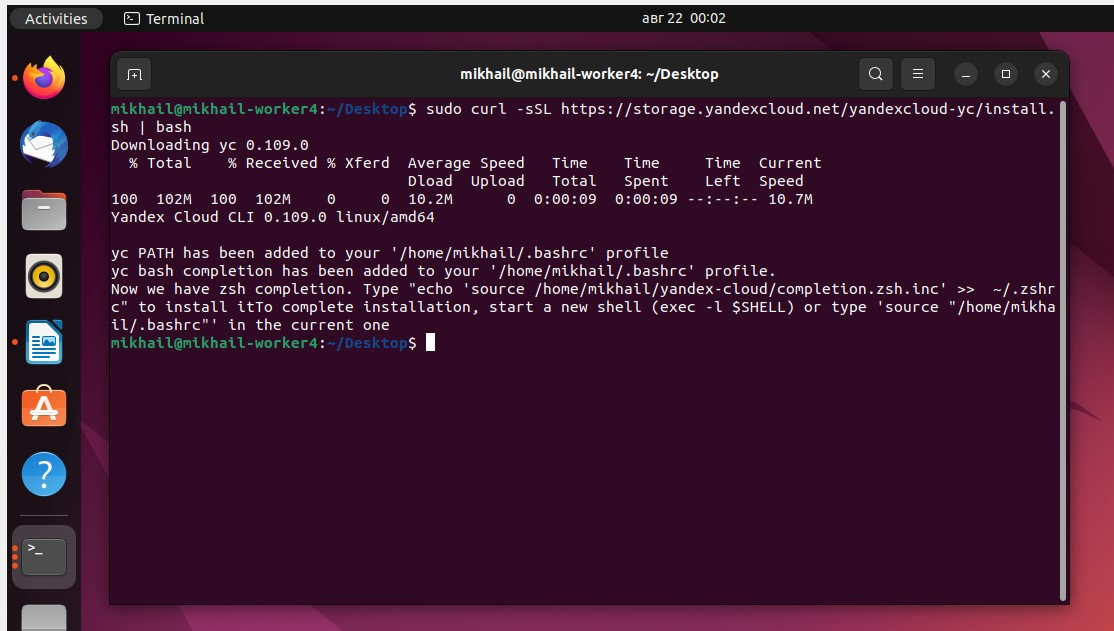 Activities
Terminal
авг 22 00:02
mikhail@mikhail-worker4: ~/Desktop
mikhail@mikhail-worker4:~/Desktop$ sudo curl -sSL https://storage.yandexcloud.net/yandexcloud-yc/install.
sh | bash
Downloading yc 0.109.0
  % Total    % Received % Xferd  Average Speed   Time    Time     Time  Current
                                 Dload  Upload   Total   Spent    Left  Speed
100  102M  100  102M    0     0  10.2M      0  0:00:09  0:00:09 --:--:-- 10.7M
Yandex Cloud CLI 0.109.0 linux/amd64
yc PATH has been added to your '/home/mikhail/.bashrc' profile
yc bash completion has been added to your '/home/mikhail/.bashrc' profile.
Now we have zsh completion. Type "echo 'source /home/mikhail/yandex-cloud/completion.zsh.inc' >>  ~/.zshr
c" to install itTo complete installation, start a new shell (exec -l $SHELL) or type 'source "/home/mikha
il/.bashrc"' in the current one
mikhail@mikhail-worker4:~/Desktop$